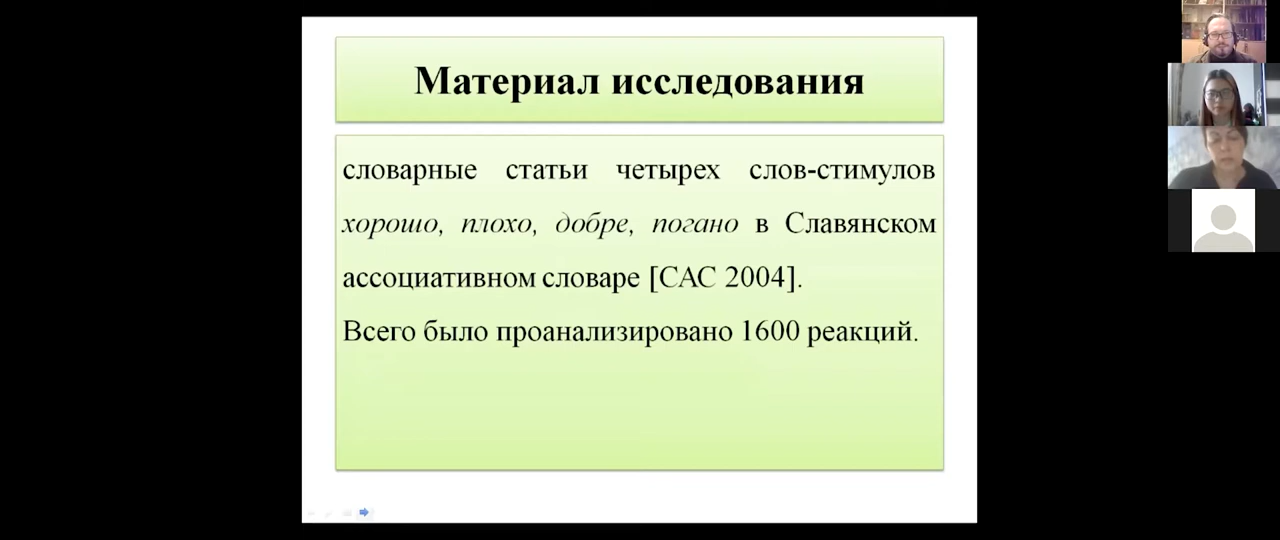 Материал исследования
словарные статьи четырех слов-стимулов
хорошо, плохо, добре, погано в Славянском
ассоциативном словаре [САС 2004].
Всего было проанализировано 1600 реакций.